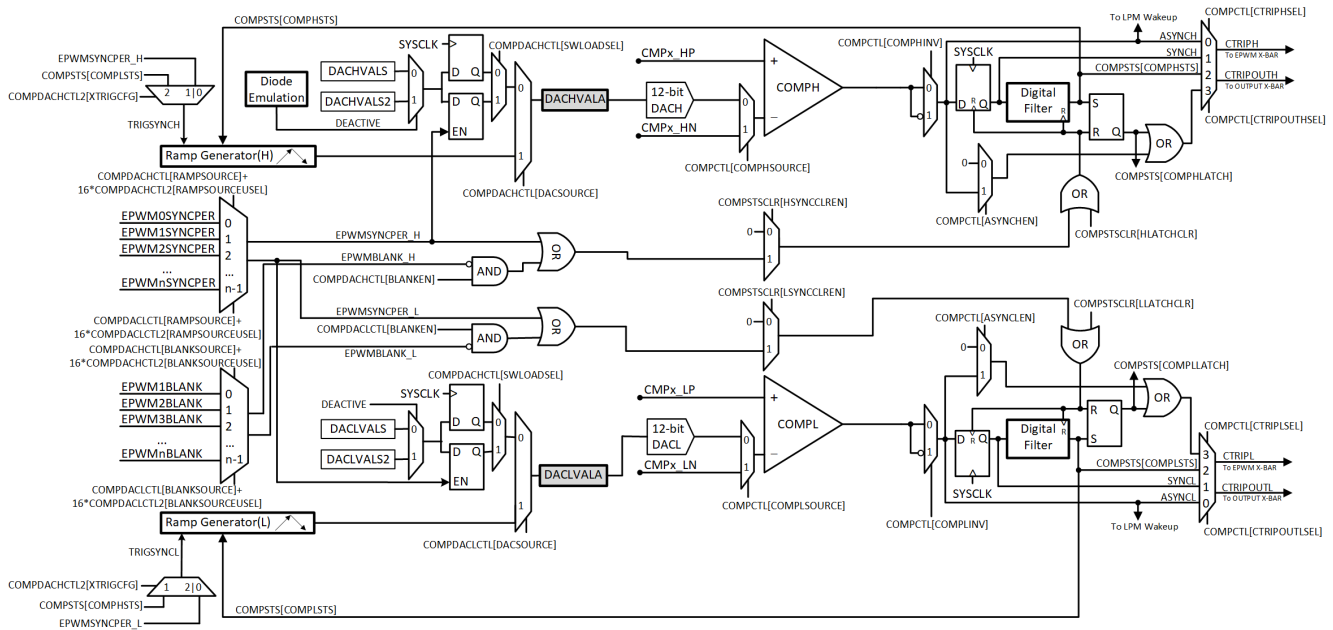 COMPSTS[COMPHSTS]
EPWMSYNCPER_H
COMPSTS[COMPLSTS]
COMPDACHCTL2[XTRIGCFG]
2 1|0
TRIGSYNCH
Diode
Emulation
DEACTIVE
SYSCLK
DACHVALS
DACHVALS2
0
1
D Q
D Q
EN
COMPDACHCTL[SWLOADSEL]
0
1
0
1
DACHVALA
COMPDACHCTL[DACSOURCE]
Ramp Generator(H)
CMPx_HP
12-bit
DACH
CMPx_HN
0
1
COMPCTL[COMPHSOURCE]
+
−
COMPH
COMPCTL[COMPHINV]
0
1
To LPM Wakeup
SYSCLK
D Q
R
Digital
Filter
R
ASYNCH
SYNCH
COMPSTS[COMPHSTS]
S
R Q
OR
COMPSTS[COMPHLATCH]
0
0
1
COMPCTL[ASYNCHEN]
OR
COMPSTSCLR[HLATCHCLR]
COMPCTL[CTRIPHSEL]
0
1
2
3
CTRIPH
To EPWM X-BAR
CTRIPOUTH
To OUTPUT X-BAR
COMPCTL[CTRIPOUTHSEL]
COMPDACHCTL[RAMPSOURCE]+
16*COMPDACHCTL2[RAMPSOURCEUSEL]
EPWM0SYNCPER
EPWM1SYNCPER
EPWM2SYNCPER
...
EPWMnSYNCPER
0
1
2
...
n-1
EPWMSYNCPER_H
EPWMBLANK_H
COMPDACHCTL[BLANKEN]
AND
OR
COMPSTSCLR[HSYNCCLREN]
0
0
1
COMPDACLCTL[RAMPSOURCE]+
16*COMPDACLCTL2[RAMPSOURCEUSEL]
COMPDACHCTL[BLANKSOURCE]+
16*COMPDACHCTL2[BLANKSOURCEUSEL]
EPWMSYNCPER_L
COMPDACLCTL[BLANKEN]
EPWMBLANK_L
AND
OR
COMPSTSCLR[LSYNCCLREN]
0
0
1
EPWM1BLANK
EPWM2BLANK
EPWM3BLANK
...
EPWMnBLANK
0
1
2
...
n-1
COMPDACLCTL[BLANKSOURCE]+
16*COMPDACLCTL2[BLANKSOURCEUSEL]
COMPDACHCTL[SWLOADSEL]
SYSCLK
DEACTIVE
DACLVALS
DACLVALS2
0
1
D Q
D Q
EN
0
1
0
1
DACLVALA
COMPDACLCTL[DACSOURCE]
Ramp Generator(L)
TRIGSYNCL
COMPDACHCTL2[XTRIGCFG]
1 2|0
COMPSTS[COMPHSTS]
EPWMSYNCPER_L
COMPSTS[COMPLSTS]
CMPx_LP
12-bit
DACL
CMPx_LN
0
1
COMPCTL[COMPLSOURCE]
+
−
COMPL
0
1
COMPCTL[COMPLINV]
COMPCTL[ASYNCLEN]
0
0
1
COMPSTSCLR[LLATCHCLR]
OR
COMPSTS[COMPLLATCH]
D Q
R
SYSCLK
Digital
Filter
R
R Q
S
OR
COMPSTS[COMPLSTS]
SYNCL
ASYNCL
To LPM Wakeup
COMPCTL[CTRIPLSEL]
3
2
1
0
CTRIPL
To EPWM X-BAR
CTRIPOUTL
To OUTPUT X-BAR
COMPCTL[CTRIPOUTLSEL]